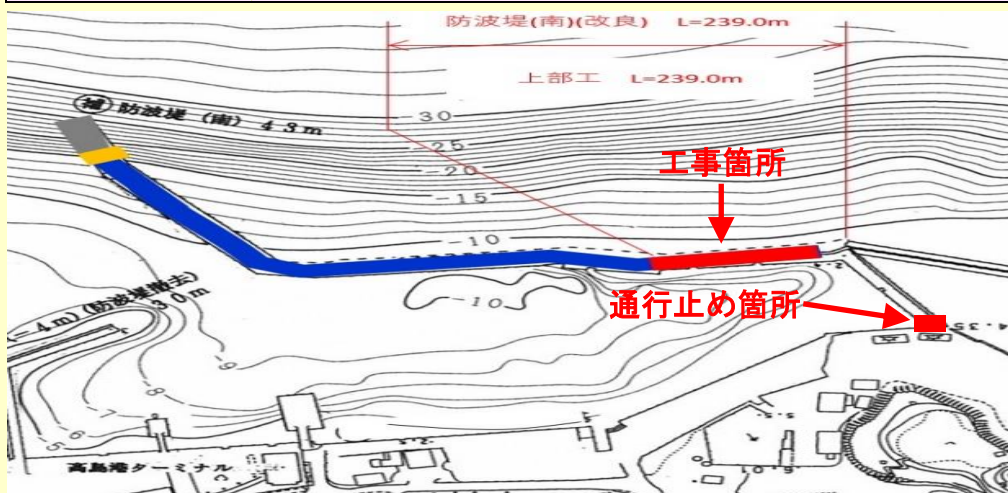 防波堤(南)(改良) L=239.0m
上部工 L=239.0m
補 防波堤 (南) 43m
-30
-25
-20
-15
-10
工事箇所
通行止め箇所
-10
=4m) (防波堤撤去)
30m
-9
-8
-7
-6
-5
高島港ターミナル